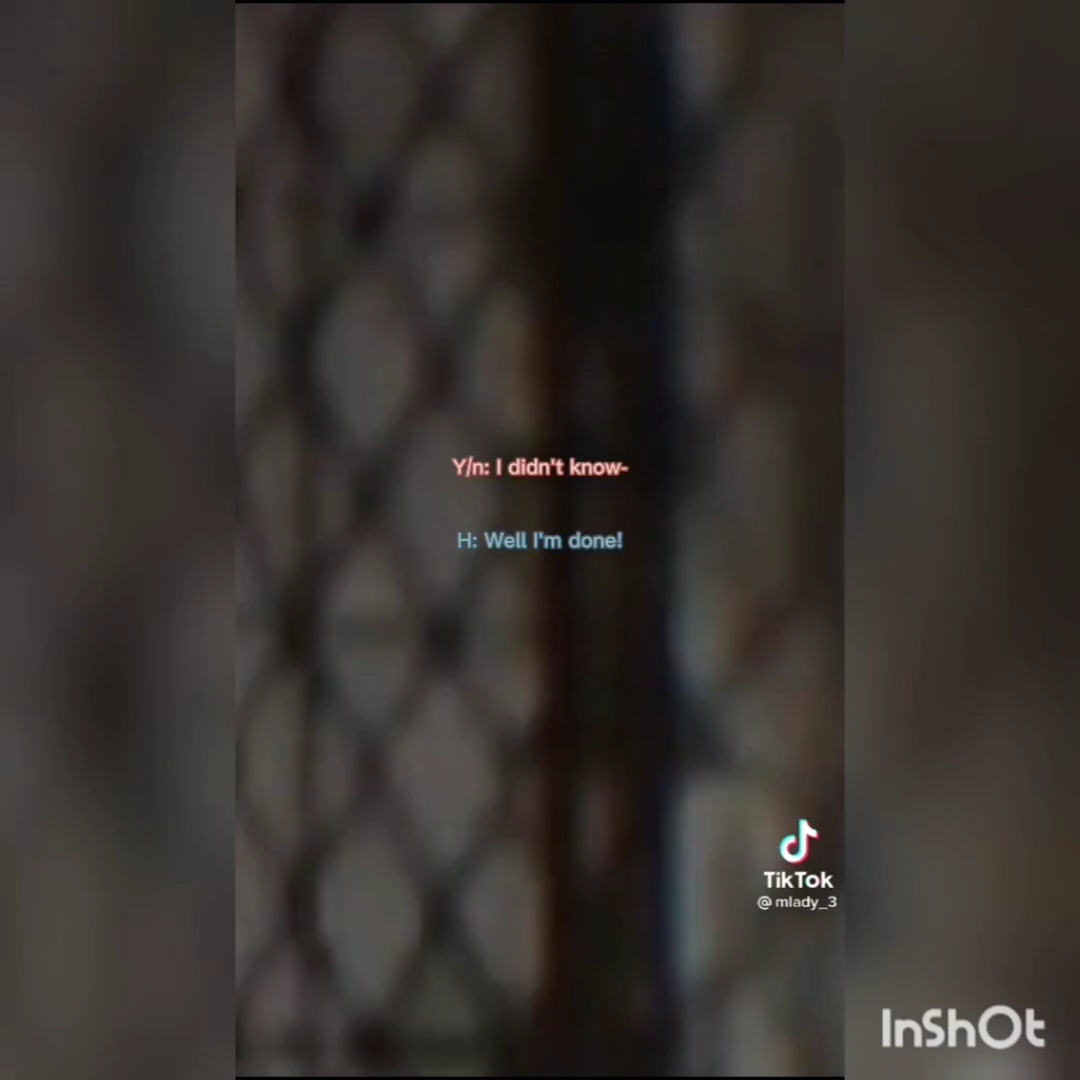 Y/n: I didn't know-
H: Well I'm done!
TikTok
@mlady_3
InShOt